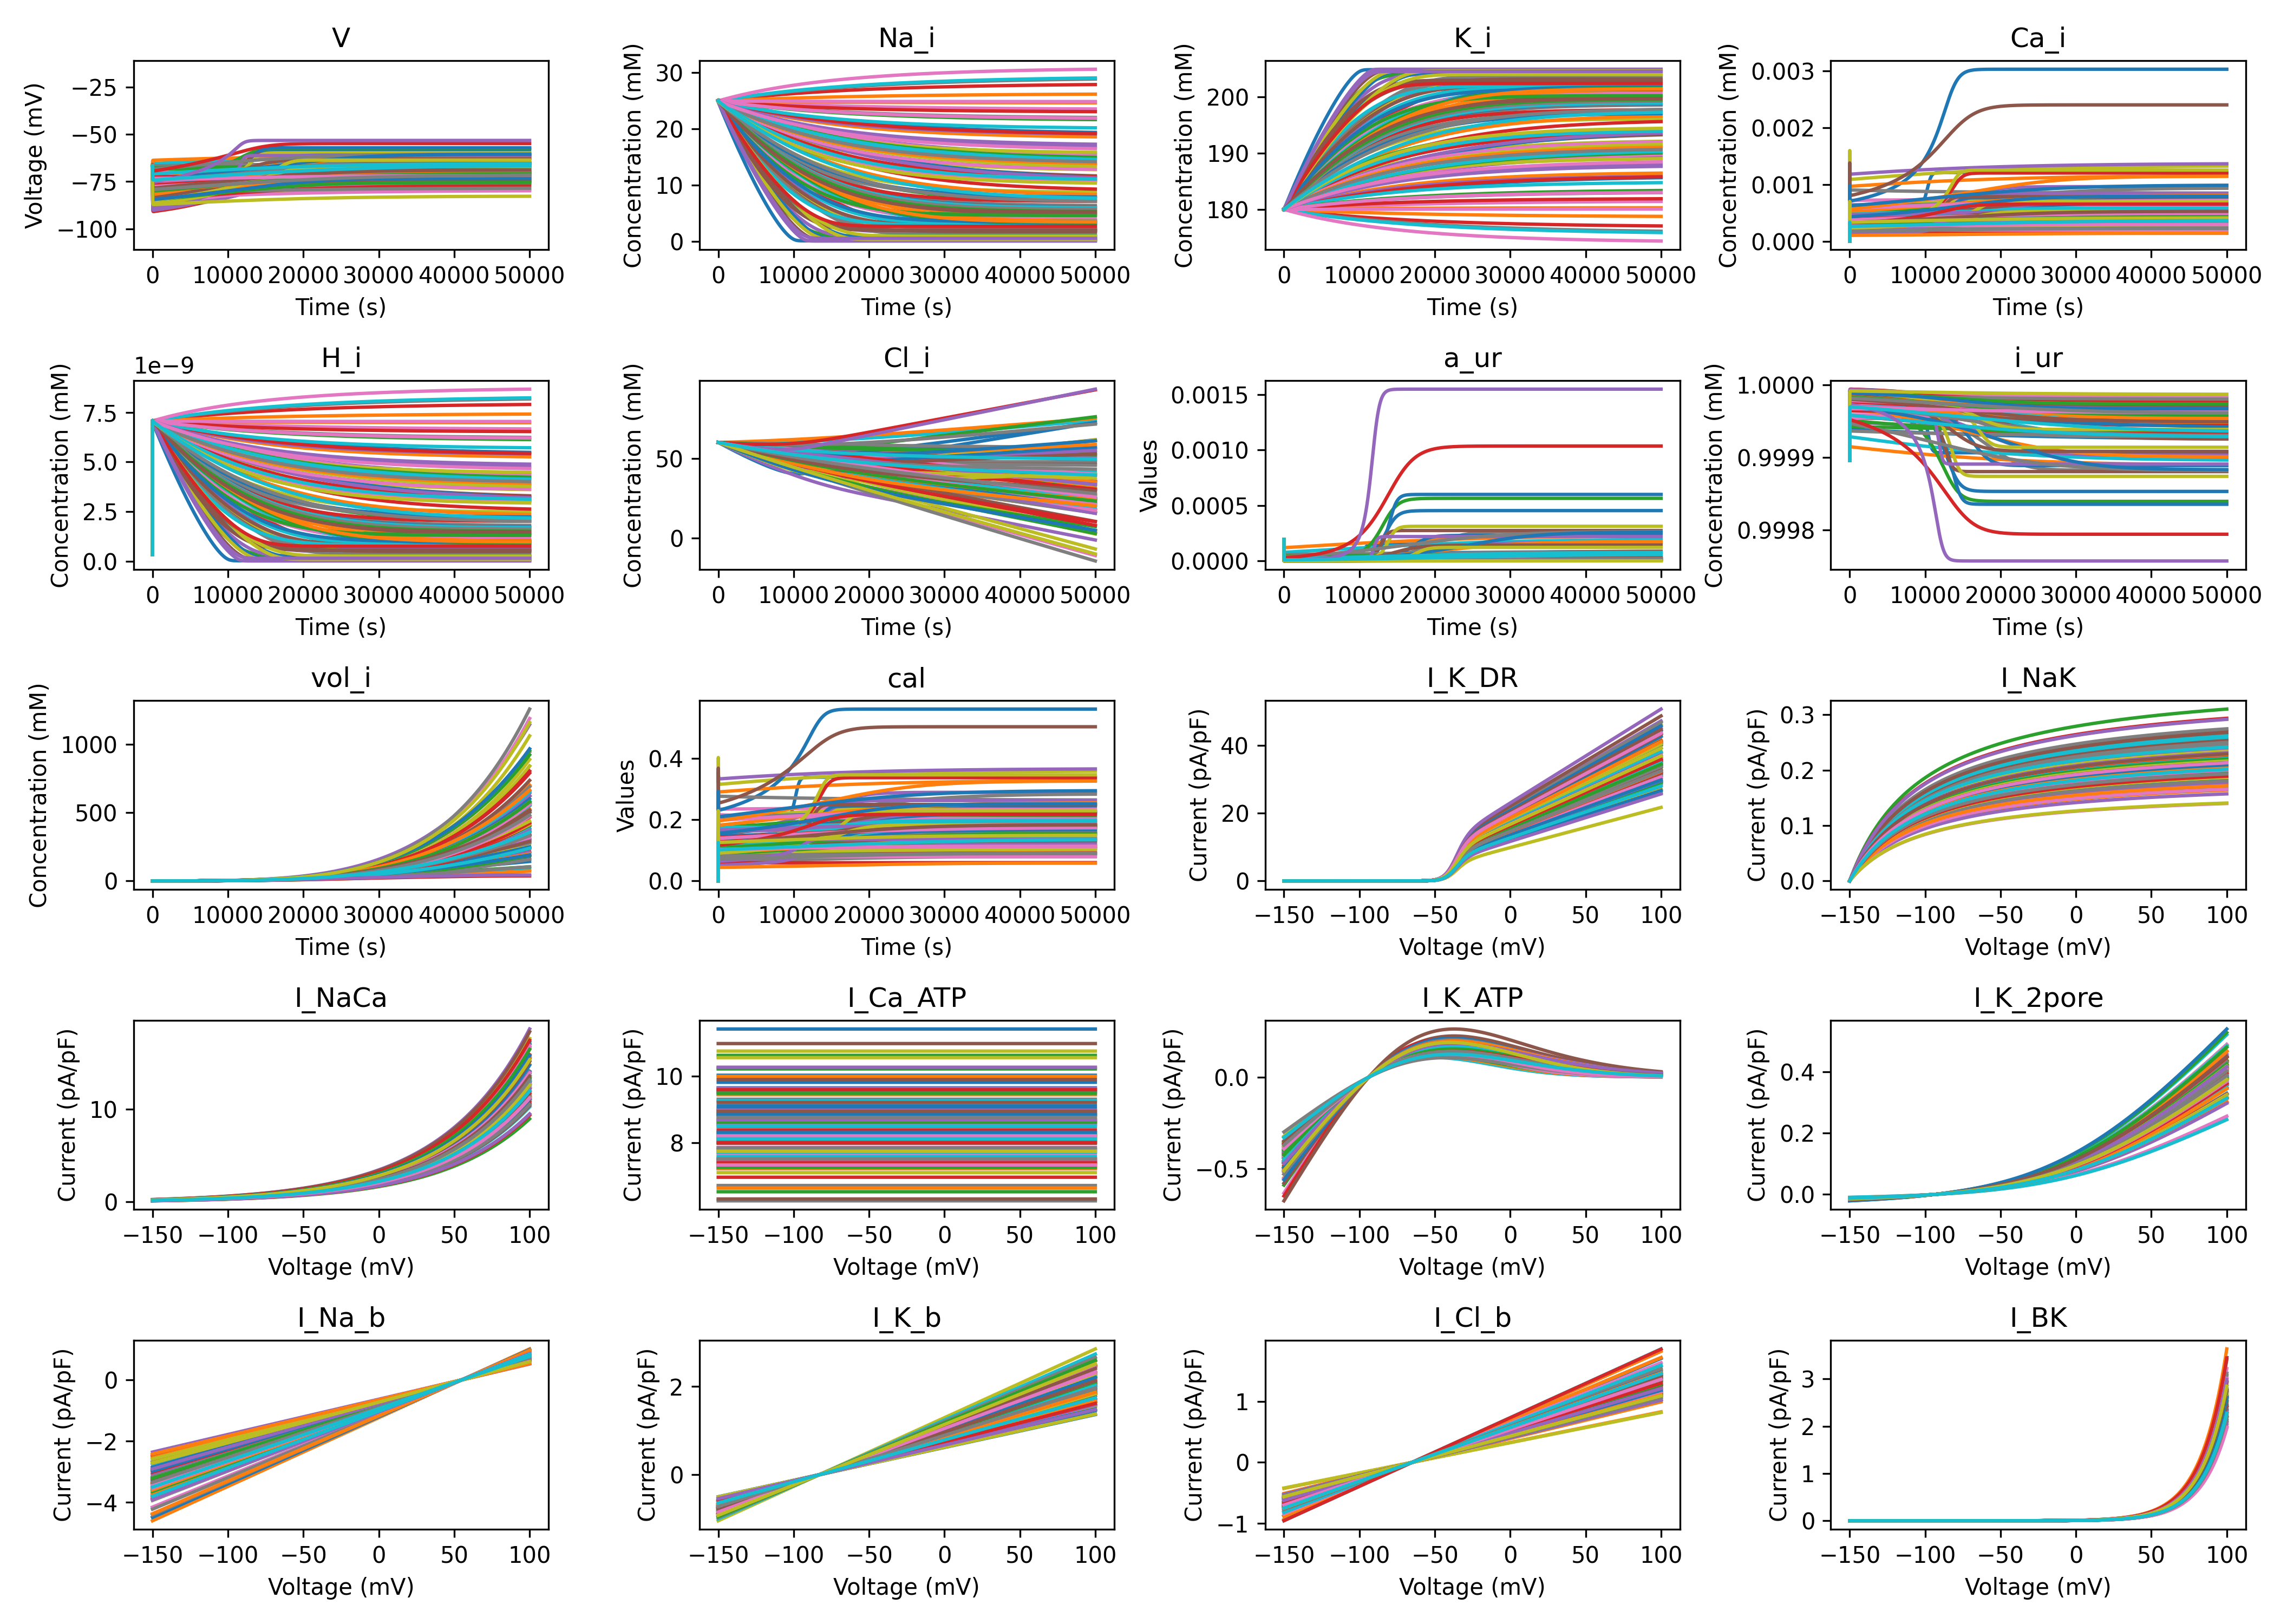 V
Voltage (mV)
−25
−50
−75
−100
0 10000 20000 30000 40000 50000
Time (s)
Na_i
Concentration (mM)
30
20
10
0
0 10000 20000 30000 40000 50000
Time (s)
K_i
Concentration (mM)
200
190
180
0 10000 20000 30000 40000 50000
Time (s)
Ca_i
Concentration (mM)
0.003
0.002
0.001
0.000
0 10000 20000 30000 40000 50000
Time (s)
H_i
1e−9
Concentration (mM)
7.5
5.0
2.5
0.0
0 10000 20000 30000 40000 50000
Time (s)
Cl_i
Concentration (mM)
50
0
0 10000 20000 30000 40000 50000
Time (s)
a_ur
Values
0.0015
0.0010
0.0005
0.0000
0 10000 20000 30000 40000 50000
Time (s)
i_ur
Concentration (mM)
1.0000
0.9999
0.9998
0 10000 20000 30000 40000 50000
Time (s)
vol_i
Concentration (mM)
1000
500
0
0 10000 20000 30000 40000 50000
Time (s)
cal
Values
0.4
0.2
0.0
0 10000 20000 30000 40000 50000
Time (s)
I_K_DR
Current (pA/pF)
40
20
0
−150 −100 −50 0 50 100
Voltage (mV)
I_NaK
Current (pA/pF)
0.3
0.2
0.1
0.0
−150 −100 −50 0 50 100
Voltage (mV)
I_NaCa
Current (pA/pF)
10
0
−150 −100 −50 0 50 100
Voltage (mV)
I_Ca_ATP
Current (pA/pF)
10
8
−150 −100 −50 0 50 100
Voltage (mV)
I_K_ATP
Current (pA/pF)
0.0
−0.5
−150 −100 −50 0 50 100
Voltage (mV)
I_K_2pore
Current (pA/pF)
0.4
0.2
0.0
−150 −100 −50 0 50 100
Voltage (mV)
I_Na_b
Current (pA/pF)
0
−2
−4
−150 −100 −50 0 50 100
Voltage (mV)
I_K_b
Current (pA/pF)
2
0
−150 −100 −50 0 50 100
Voltage (mV)
I_Cl_b
Current (pA/pF)
1
0
−1
−150 −100 −50 0 50 100
Voltage (mV)
I_BK
Current (pA/pF)
3
2
1
0
−150 −100 −50 0 50 100
Voltage (mV)